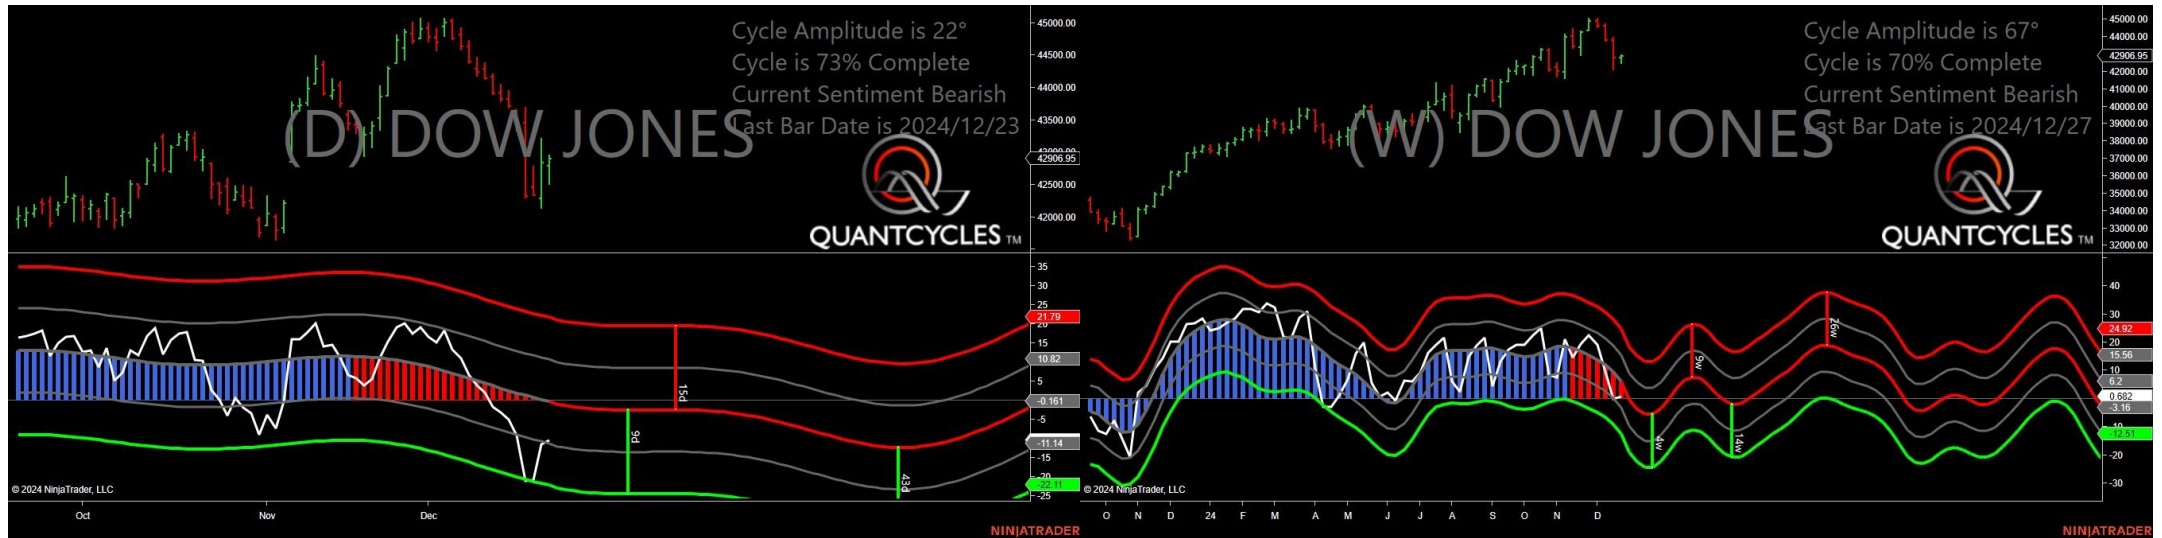 Cycle Amplitude is 22°
Cycle is 73% Complete
Current Sentiment Bearish
Last Bar Date is 2024/12/23
(D) DOW JONES
QUANTCYCLES TM
45000.00
44500.00
44000.00
43500.00
42906.95
42500.00
42000.00
35
30
25
21.79
20
15
10.82
5
-0.161
-5
-11.14
-15
-22.11
-25
15d
9d
43d
© 2024 NinjaTrader, LLC
Oct
Nov
Dec
NINJATRADER
Cycle Amplitude is 67°
Cycle is 70% Complete
Current Sentiment Bearish
Last Bar Date is 2024/12/27
(W) DOW JONES
QUANTCYCLES TM
45000.00
44000.00
42906.95
42000.00
41000.00
40000.00
39000.00
38000.00
37000.00
36000.00
35000.00
34000.00
33000.00
32000.00
40
30
24.92
20
15.56
10
6.2
0.682
-3.16
-12.51
-20
-30
9w
26w
4w
14w
© 2024 NinjaTrader, LLC
O N D 24 F M A M J J A S O N D
NINJATRADER